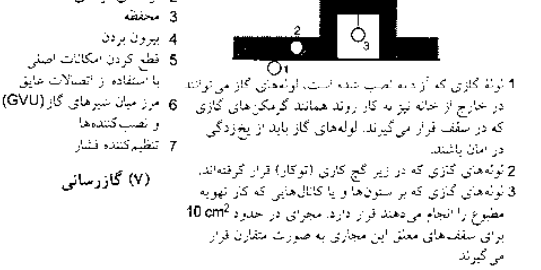 3 محفظه
4 بیرون بردن
5 قطع کردن امکانات اصلی
با استفاده از اتصالات عایق
6 مرز میان شیرهای گاز (GVU)
و نصب‌کننده‌ها
7 تنظیم‌کننده فشار
(۷) گازرسانی
2
3
1
1 لولهٔ گازی که آزاد نصب شده است. لوله‌های گاز می‌توانند
در خارج از خانه نیز به کار روند همانند گرمکن‌های گازی
که در سقف قرار می‌گیرند. لوله‌های گاز باید از یخ‌زدگی
در امان باشند.
2 لوله‌های گازی که در زیر گچ کاری (توکار) قرار گرفته‌اند.
3 لوله‌های گازی که بر ستون‌ها و یا کانال‌هایی که کار تهویه
مطبوع را انجام می‌دهند قرار دارد. مجرای در حدود 10 cm²
برای سقف‌های معلق این مجاری به صورت متقارن قرار
می‌گیرند